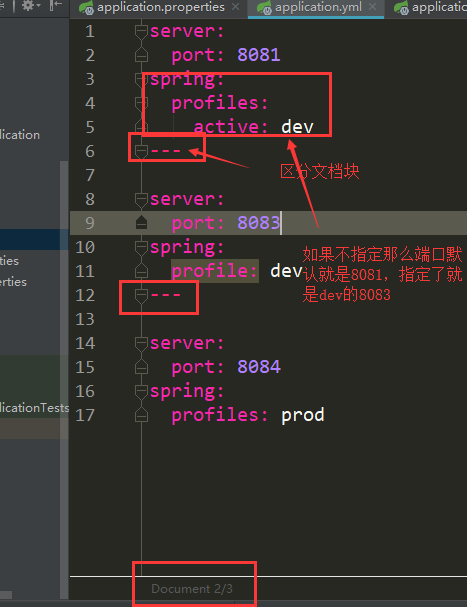 application.properties
application.yml
applicatio
1 server:
2 port: 8081
3 spring:
4 profiles:
5 active: dev
6 ---
区分文档块
7
8 server:
9 port: 8083
10 spring:
11 profile: dev
12 ---
如果不指定那么端口默
认就是8081，指定了就
是dev的8083
13
14 server:
15 port: 8084
16 spring:
17 profiles: prod
lication
ties
erties
licationTests
Document 2/3